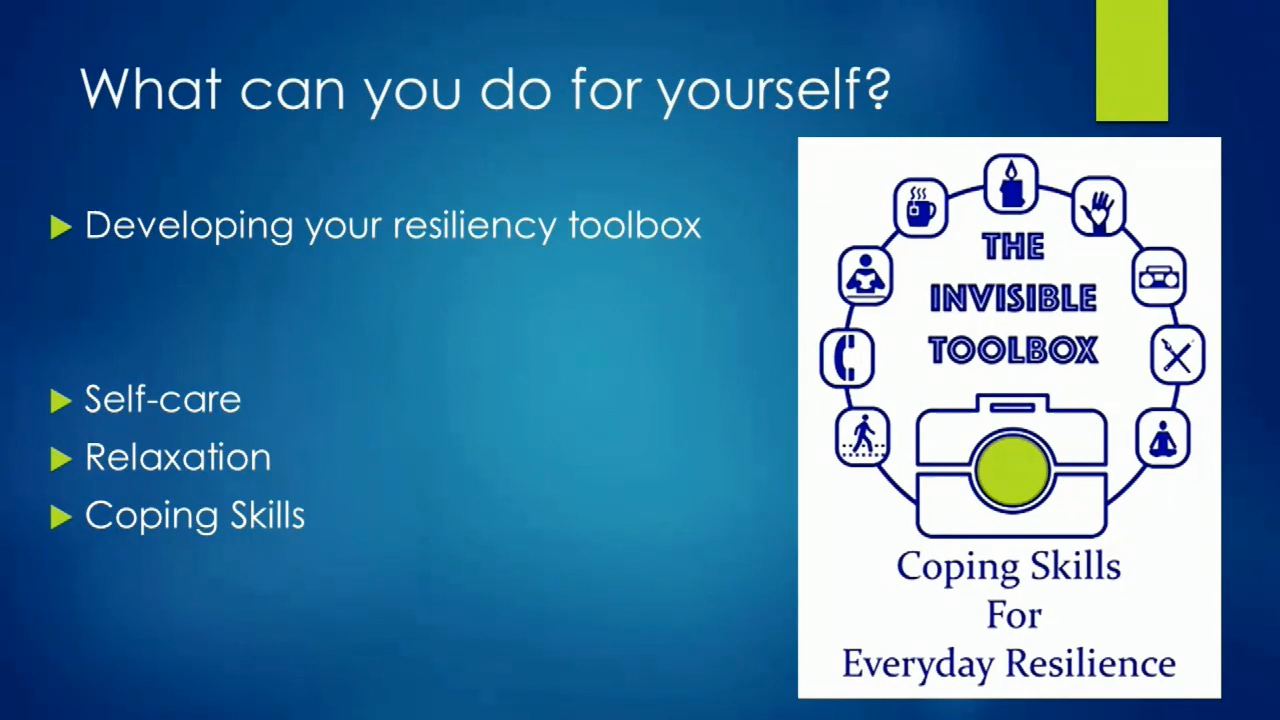 What can you do for yourself?
Developing your resiliency toolbox
Self-care
Relaxation
Coping Skills
THE
INVISIBLE
TOOLBOX
Coping Skills
For
Everyday Resilience